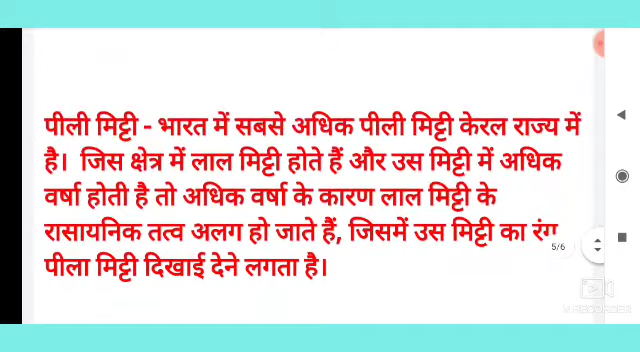 पीली मिट्टी - भारत में सबसे अधिक पीली मिट्टी केरल राज्य में
है। जिस क्षेत्र में लाल मिट्टी होते हैं और उस मिट्टी में अधिक
वर्षा होती है तो अधिक वर्षा के कारण लाल मिट्टी के
रासायनिक तत्व अलग हो जाते हैं, जिसमें उस मिट्टी का रंग
5/6
पीला मिट्टी दिखाई देने लगता है।
V RECORDER